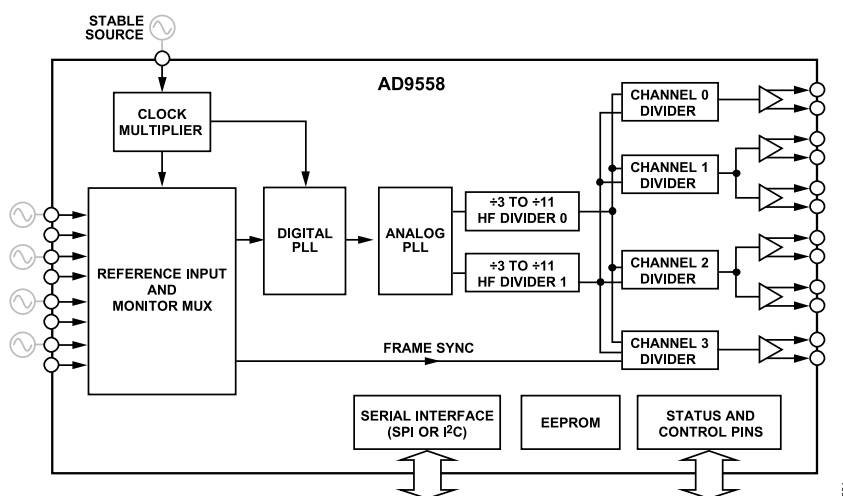 STABLE
SOURCE
AD9558
CLOCK
MULTIPLIER
CHANNEL 0
DIVIDER
CHANNEL 1
DIVIDER
÷3 TO ÷11
HF DIVIDER 0
DIGITAL
PLL
ANALOG
PLL
REFERENCE INPUT
AND
MONITOR MUX
÷3 TO ÷11
HF DIVIDER 1
CHANNEL 2
DIVIDER
FRAME SYNC
CHANNEL 3
DIVIDER
SERIAL INTERFACE
(SPI OR I²C)
EEPROM
STATUS AND
CONTROL PINS